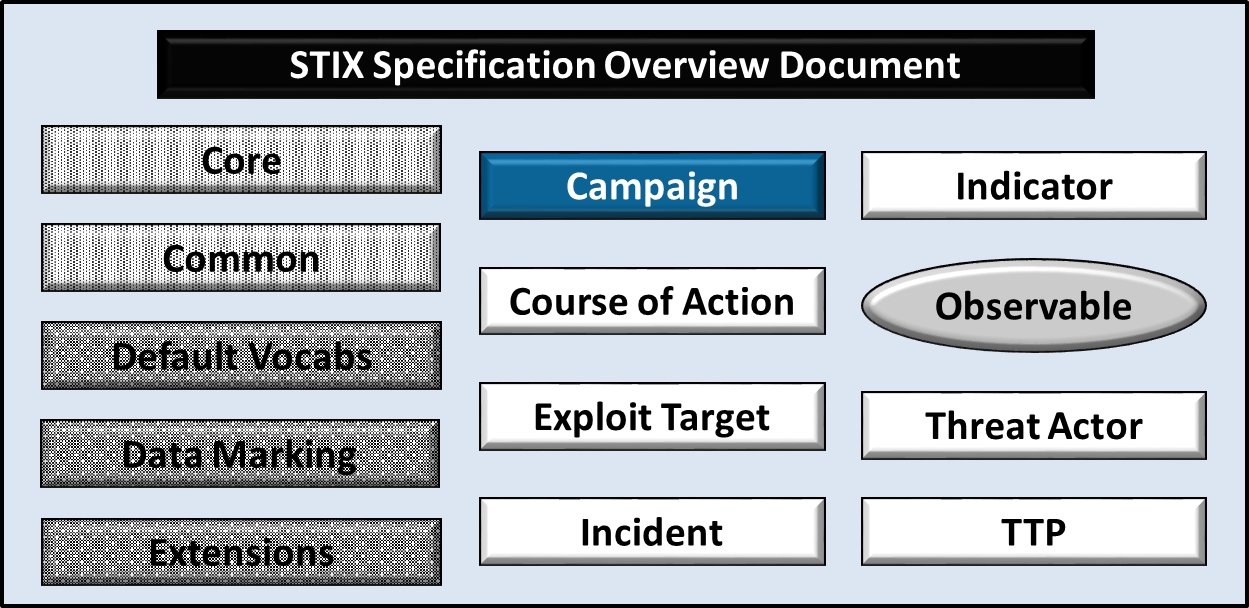 STIX Specification Overview Document
Core
Common
Default Vocabs
Data Marking
Extensions
Campaign
Course of Action
Exploit Target
Incident
Indicator
Observable
Threat Actor
TTP